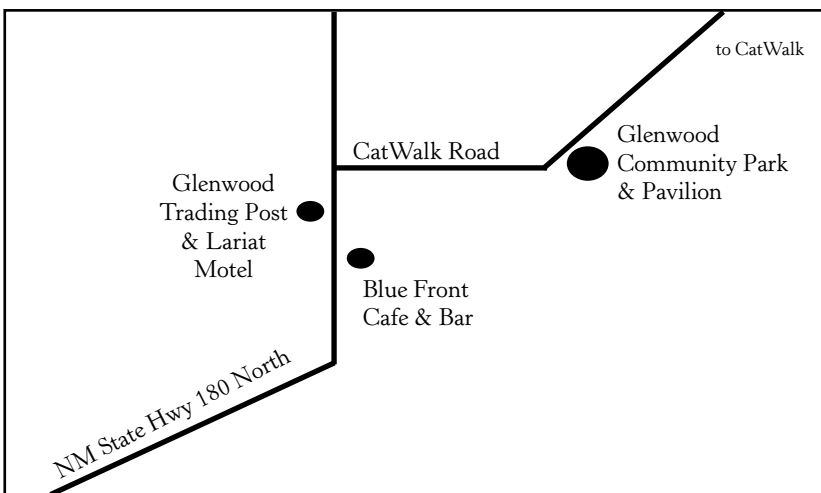 to CatWalk
Glenwood
Community Park
& Pavilion
CatWalk Road
Glenwood
Trading Post
& Lariat
Motel
Blue Front
Cafe & Bar
NM State Hwy 180 North